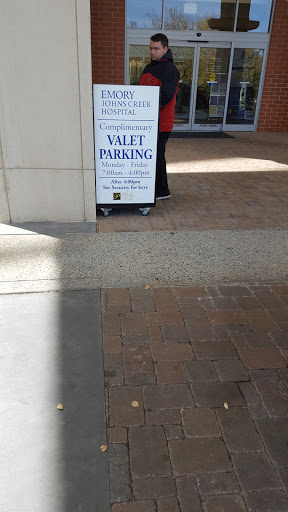 EMORY
JOHNS CREEK
HOSPITAL
Complimentary
VALET
PARKING
Monday - Friday
7:00am - 4:00pm
After 4:00pm
See Security for keys